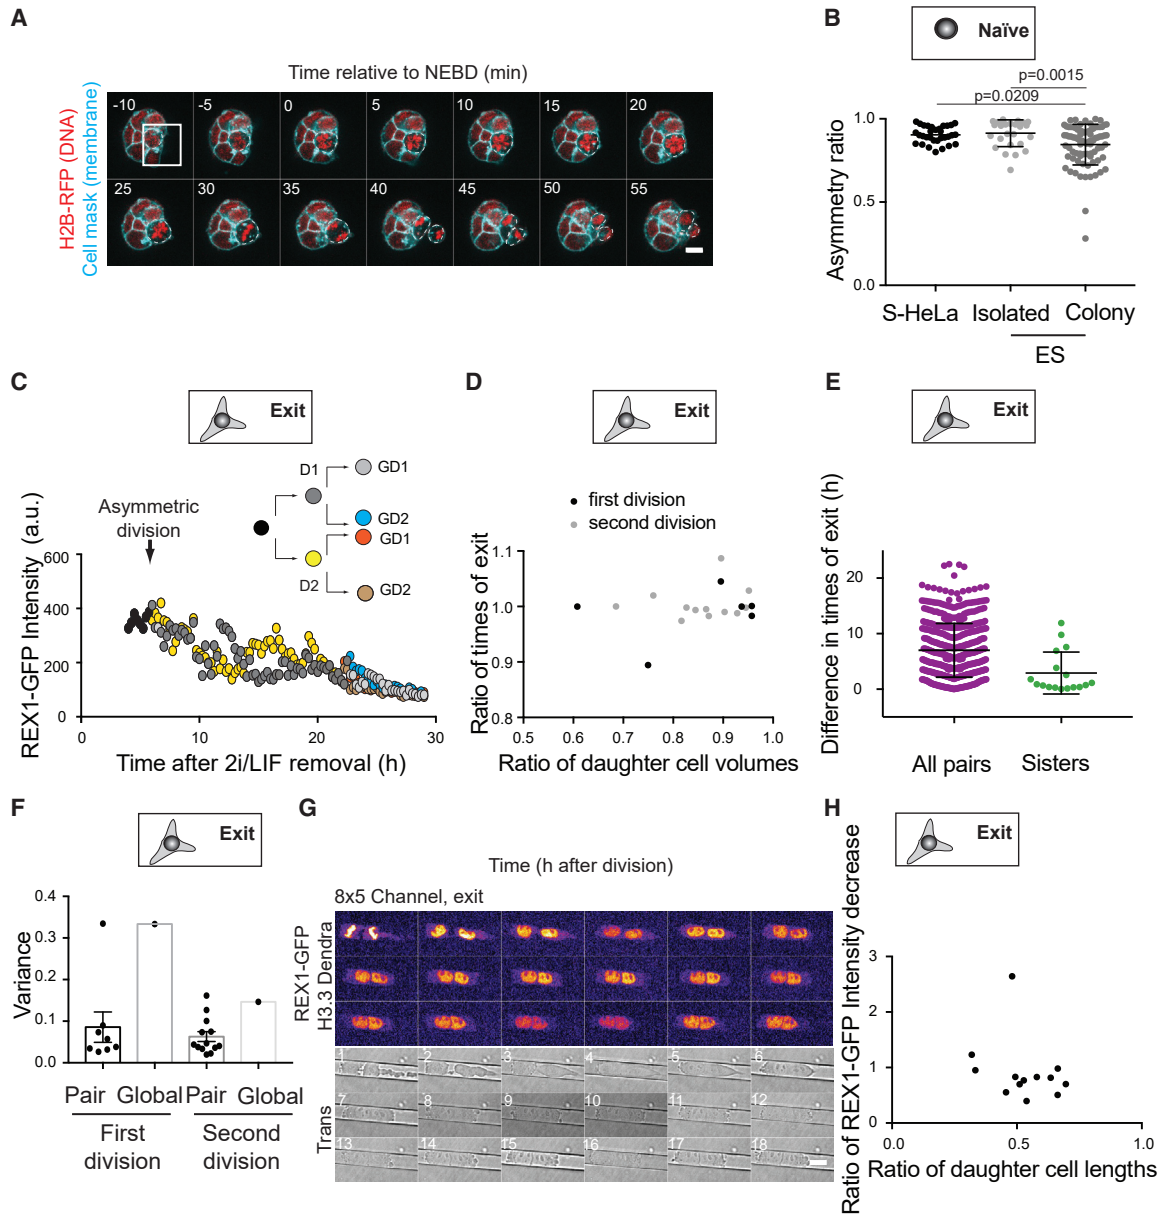 A
Time relative to NEBD (min)
H2B-RFP (DNA)
Cell mask (membrane)
-10 -5 0 5 10 15 20
25 30 35 40 45 50 55
B
Naïve
p=0.0015
p=0.0209
Asymmetry ratio
1.0
0.5
0.0
S-HeLa Isolated Colony
ES
C
Exit
D1
GD1
GD2
GD1
D2
GD2
Asymmetric
division
REX1-GFP Intensity (a.u.)
600
400
200
0
0 10 20 30
Time after 2i/LIF removal (h)
D
Exit
first division
second division
Ratio of times of exit
1.1
1.0
0.9
0.8
0.5 0.6 0.7 0.8 0.9 1.0
Ratio of daughter cell volumes
E
Exit
Difference in times of exit (h)
20
10
0
All pairs Sisters
F
Exit
Variance
0.4
0.3
0.2
0.1
0.0
Pair Global Pair Global
First
division
Second
division
G
Time (h after division)
8x5 Channel, exit
REX1-GFP
H3.3 Dendra
Trans
1 2 3 4 5 6
7 8 9 10 11 12
13 14 15 16 17 18
H
Exit
Ratio of REX1-GFP Intensity decrease
3
2
1
0
0.0 0.5 1.0
Ratio of daughter cell lengths